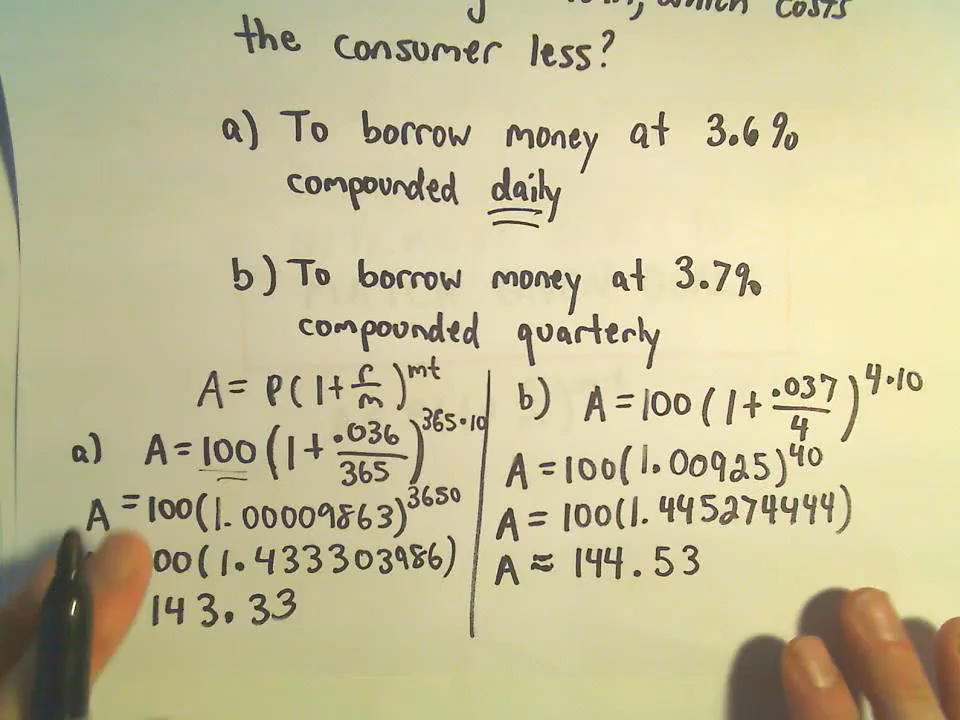 which costs
the consumer less?
a) To borrow money at 3.6%
compounded daily
b) To borrow money at 3.7%
compounded quarterly
A = P(1 + r/m)^mt
a) A = 100(1 + .036/365)^365·10
A = 100(1.00009863)^3650
00(1.433303986)
143.33
b) A = 100(1 + .037/4)^4·10
A = 100(1.00925)^40
A = 100(1.445274444)
A ≈ 144.53